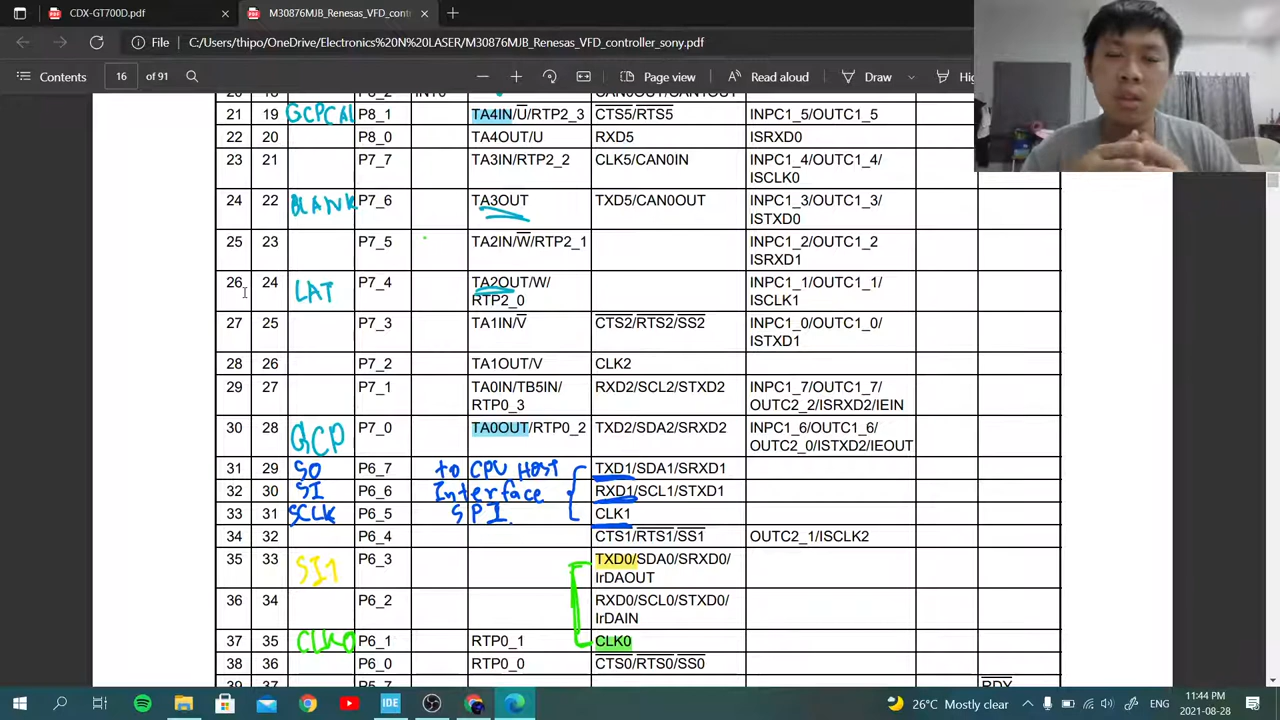 CDX-GT700D.pdf
M30876MJB_Renesas_VFD_contr
File C:/Users/thipo/OneDrive/Electronics%20N%20LASER/M30876MJB_Renesas_VFD_controller_sony.pdf
Contents 16 of 91 Page view Read aloud Draw Hi
INT0 CAN0OUT/CAN1OUT
21 19 GCPCAL P8_1 TA4IN/U/RTP2_3 CTS5/RTS5 INPC1_5/OUTC1_5
22 20 P8_0 TA4OUT/U RXD5 ISRXD0
23 21 P7_7 TA3IN/RTP2_2 CLK5/CAN0IN INPC1_4/OUTC1_4/
ISCLK0
24 22 BLANK P7_6 TA3OUT TXD5/CAN0OUT INPC1_3/OUTC1_3/
ISTXD0
25 23 P7_5 TA2IN/W/RTP2_1 INPC1_2/OUTC1_2
ISRXD1
26 24 LAT P7_4 TA2OUT/W/ INPC1_1/OUTC1_1/
RTP2_0 ISCLK1
27 25 P7_3 TA1IN/V CTS2/RTS2/SS2 INPC1_0/OUTC1_0/
ISTXD1
28 26 P7_2 TA1OUT/V CLK2
29 27 P7_1 TA0IN/TB5IN/ RXD2/SCL2/STXD2 INPC1_7/OUTC1_7/
RTP0_3 OUTC2_2/ISRXD2/IEIN
30 28 GCP P7_0 TA0OUT/RTP0_2 TXD2/SDA2/SRXD2 INPC1_6/OUTC1_6/
OUTC2_0/ISTXD2/IEOUT
31 29 SO P6_7 to CPU HOST TXD1/SDA1/SRXD1
32 30 SI P6_6 Interface RXD1/SCL1/STXD1
33 31 SCLK P6_5 SPI CLK1
34 32 P6_4 CTS1/RTS1/SS1 OUTC2_1/ISCLK2
35 33 SI1 P6_3 TXD0/SDA0/SRXD0/
IrDAOUT
36 34 P6_2 RXD0/SCL0/STXD0/
IrDAIN
37 35 CLK0 P6_1 RTP0_1 CLK0
38 36 P6_0 RTP0_0 CTS0/RTS0/SS0
39 37 P5_7 RDY
IDE
26°C Mostly clear ENG 11:44 PM
2021-08-28